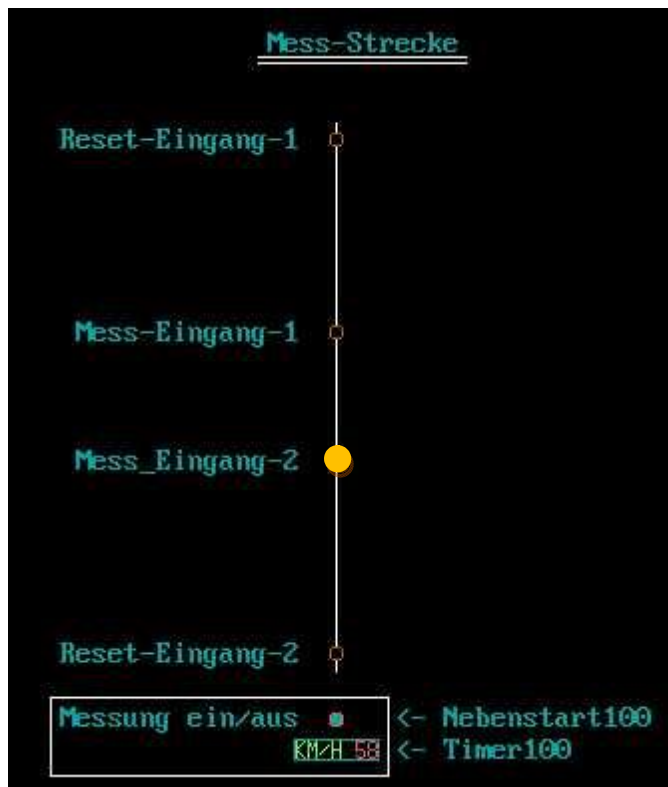 Mess-Strecke
Reset-Eingang-1
Mess-Eingang-1
Mess_Eingang-2
Reset-Eingang-2
Messung ein/aus <- Nebenstart100
KM/H 58 <- Timer100